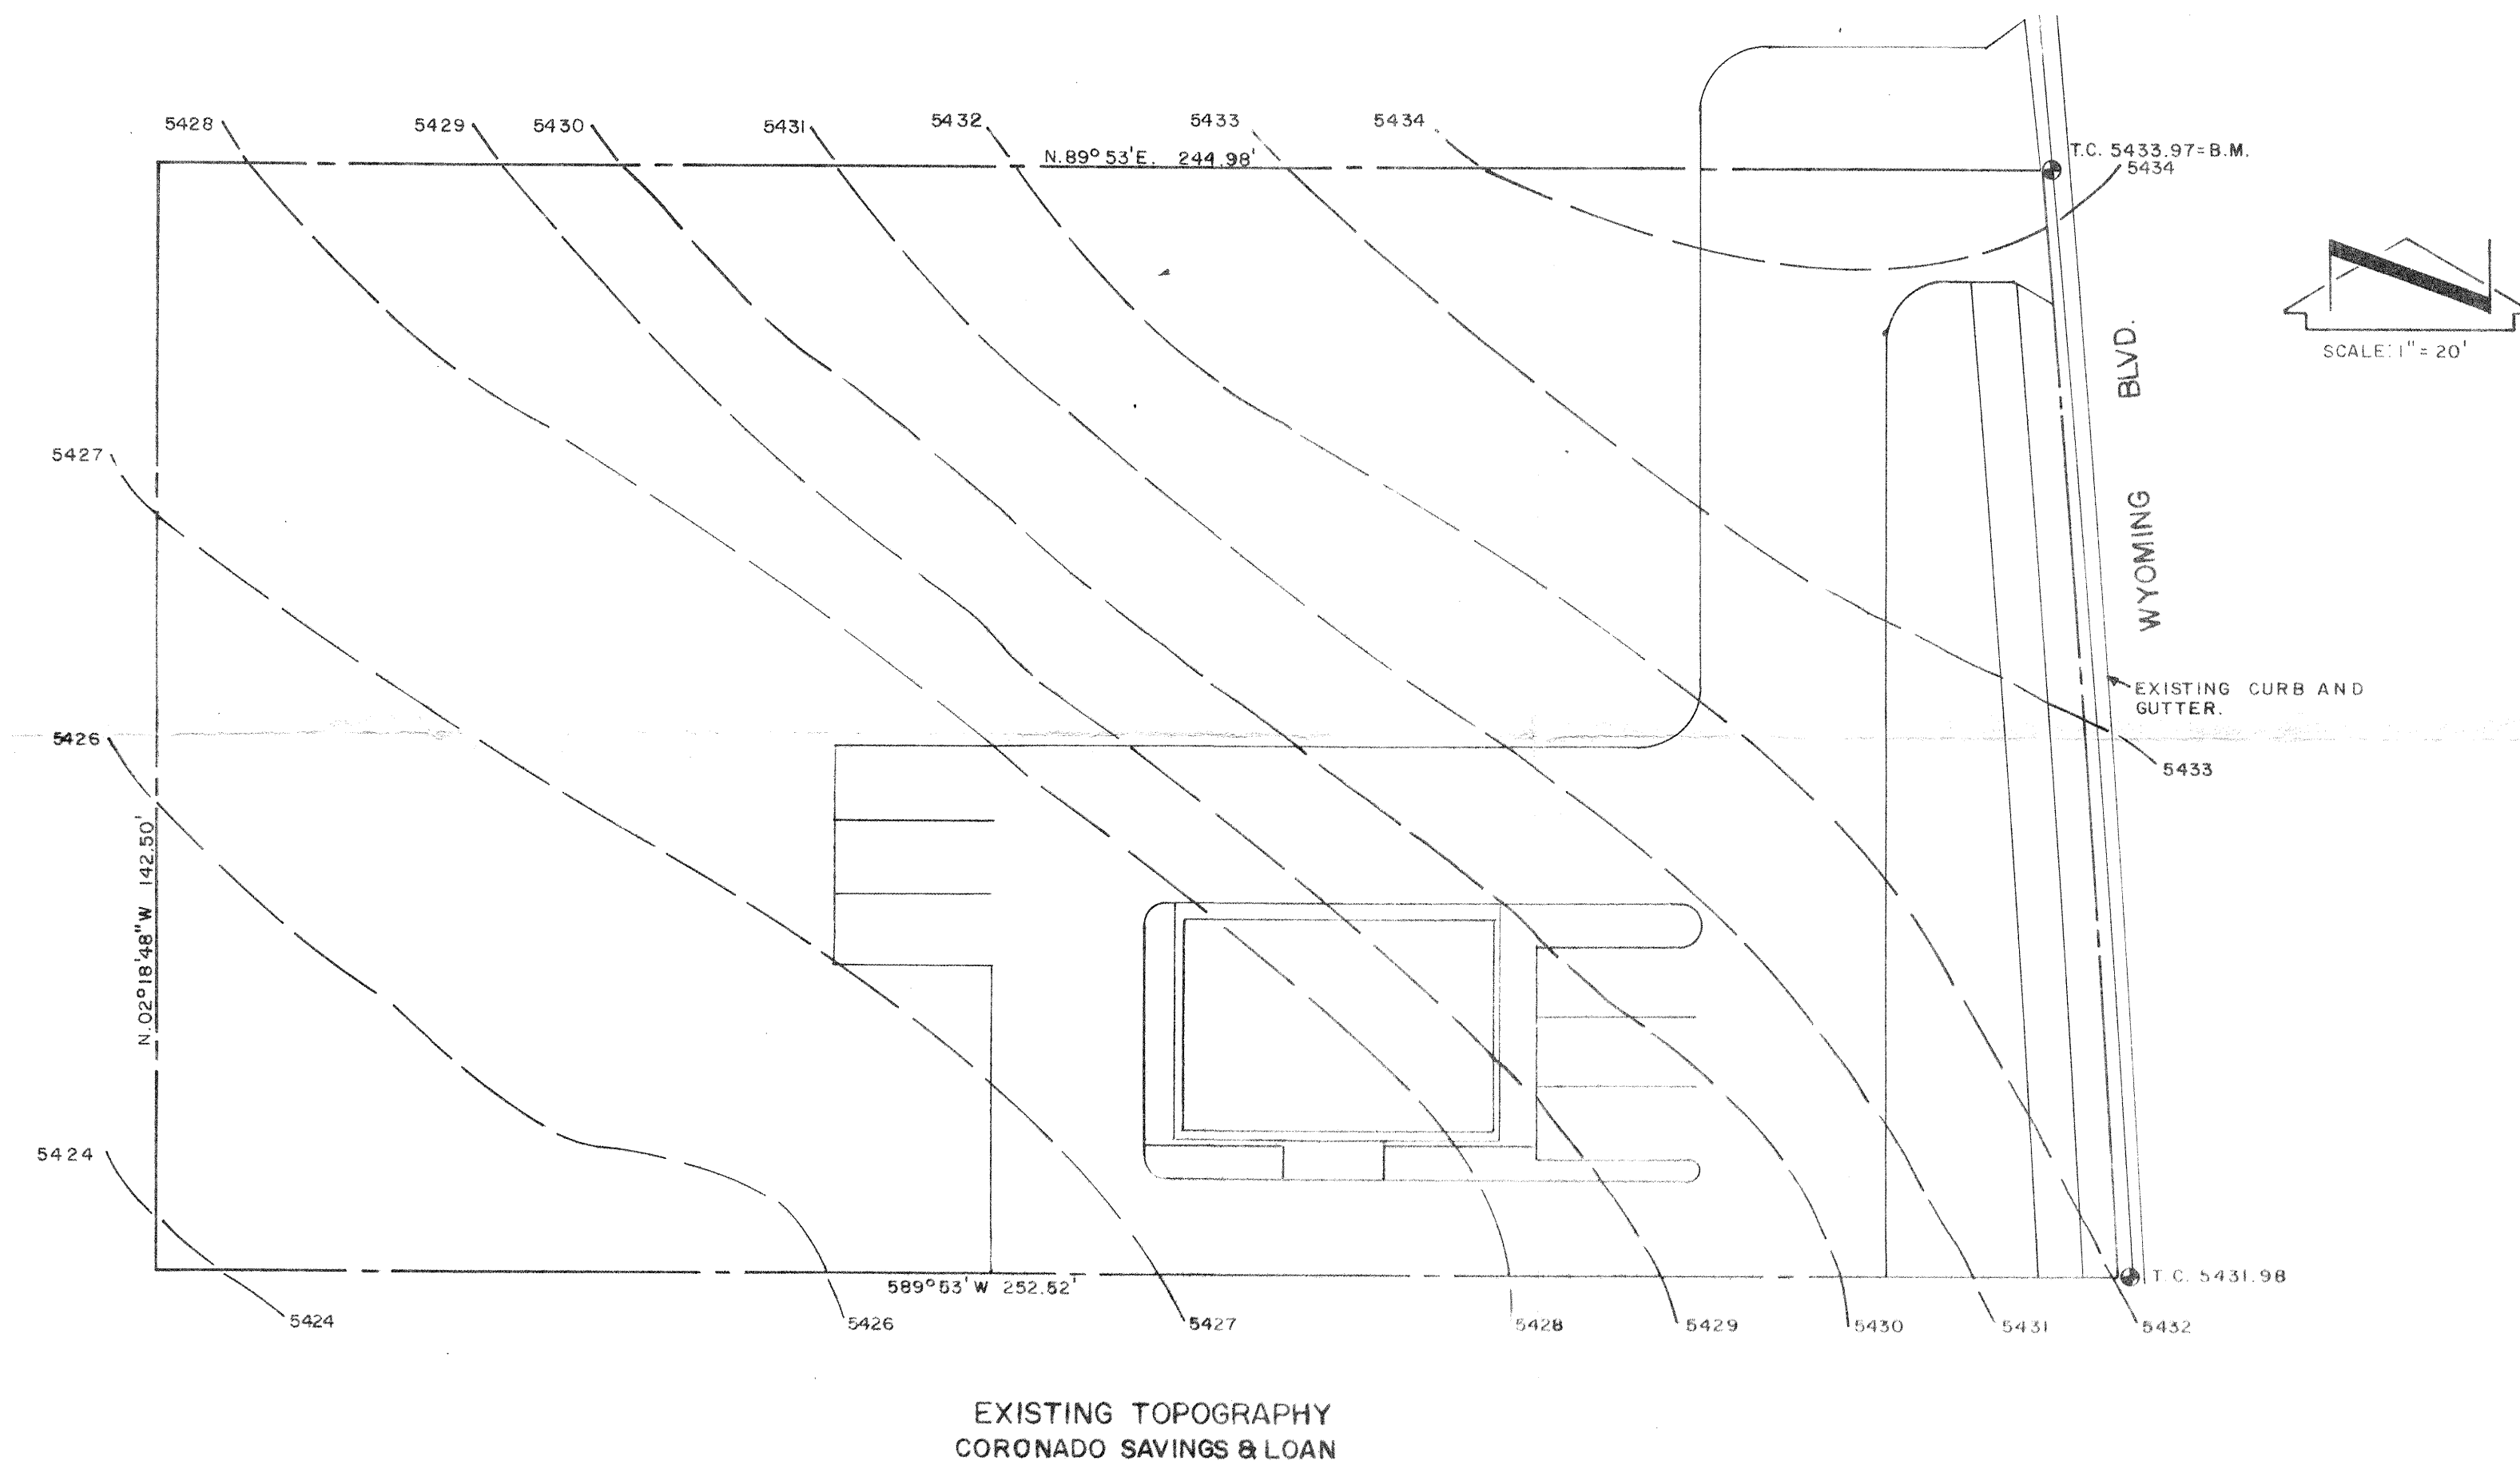 5428
5429
5430
5431
5432
5433
5434
N.89°53'E. 244.98'
T.C. 5433.97=B.M.
5434
SCALE: 1" = 20'
WYOMING BLVD.
5427
EXISTING CURB AND
GUTTER.
5426
5433
N.02°18'48"W 142.50'
5424
589°53'W 252.52'
T.C. 5431.98
5424
5426
5427
5428
5429
5430
5431
5432
EXISTING TOPOGRAPHY
CORONADO SAVINGS & LOAN